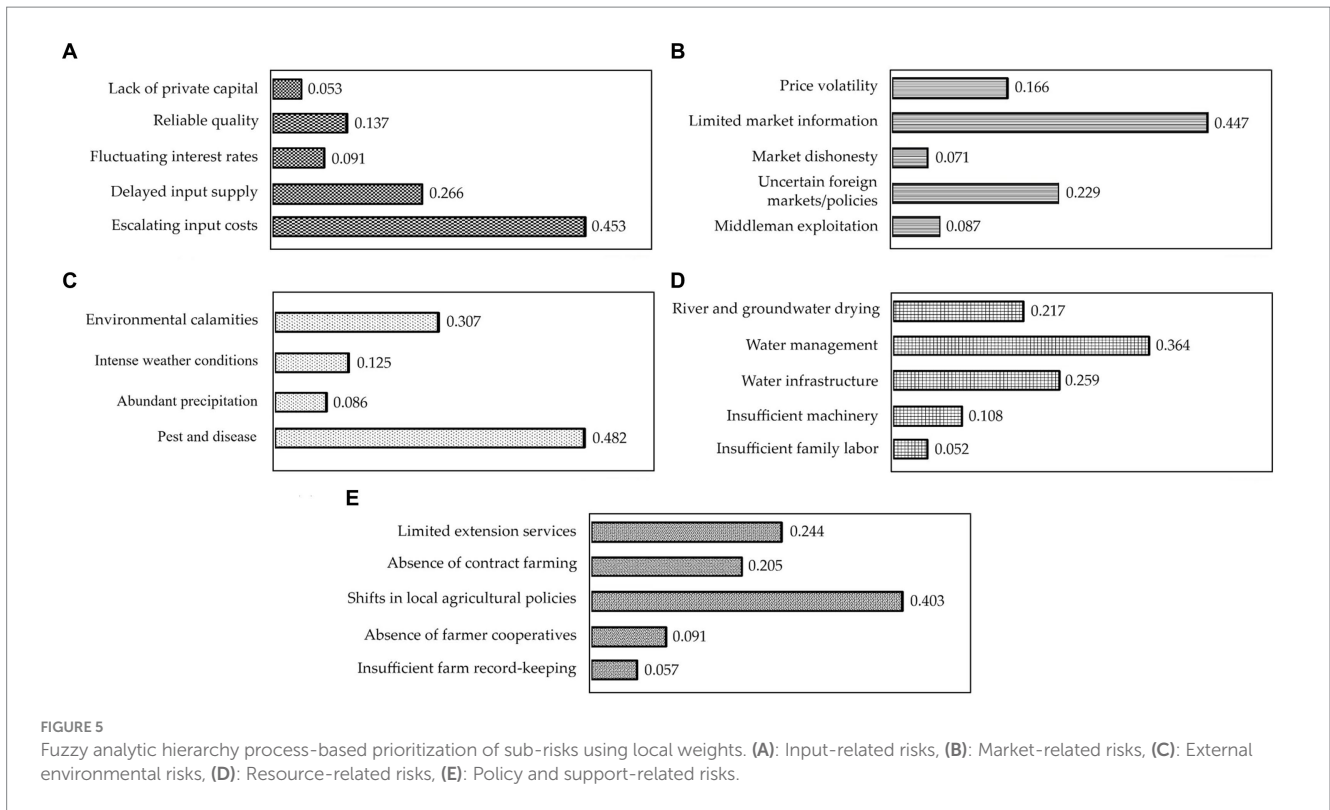 A
Lack of private capital 0.053
Reliable quality 0.137
Fluctuating interest rates 0.091
Delayed input supply 0.266
Escalating input costs 0.453
B
Price volatility 0.166
Limited market information 0.447
Market dishonesty 0.071
Uncertain foreign
markets/policies 0.229
Middleman exploitation 0.087
C
Environmental calamities 0.307
Intense weather conditions 0.125
Abundant precipitation 0.086
Pest and disease 0.482
D
River and groundwater drying 0.217
Water management 0.364
Water infrastructure 0.259
Insufficient machinery 0.108
Insufficient family labor 0.052
E
Limited extension services 0.244
Absence of contract farming 0.205
Shifts in local agricultural policies 0.403
Absence of farmer cooperatives 0.091
Insufficient farm record-keeping 0.057
FIGURE 5
Fuzzy analytic hierarchy process-based prioritization of sub-risks using local weights. (A): Input-related risks, (B): Market-related risks, (C): External
environmental risks, (D): Resource-related risks, (E): Policy and support-related risks.